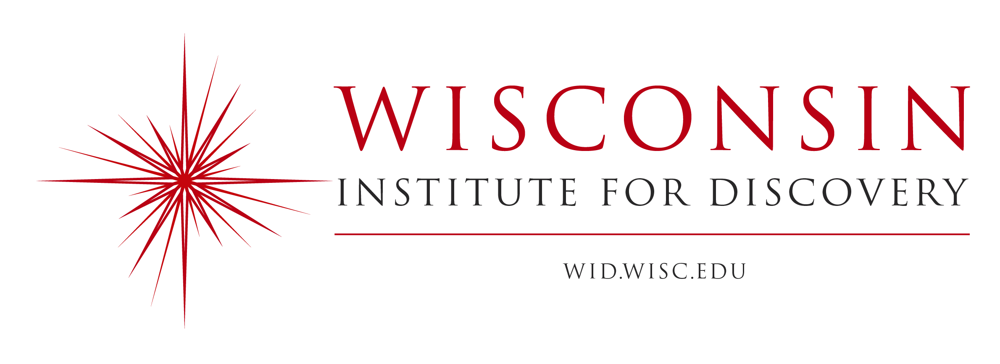 WISCONSIN
INSTITUTE FOR DISCOVERY
WID.WISC.EDU